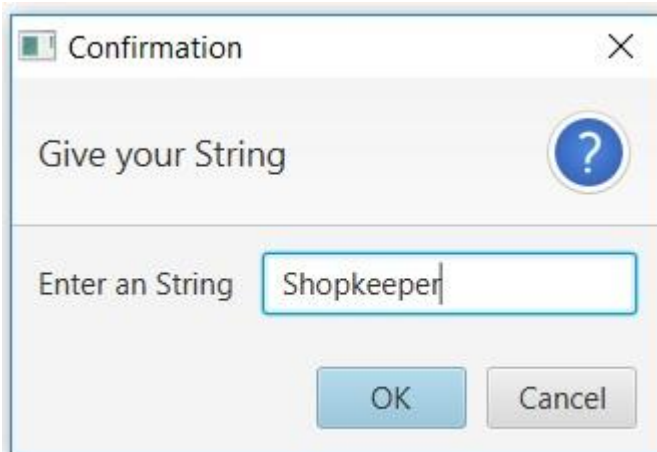 Confirmation
Give your String
?
Enter an String Shopkeeper
OK Cancel